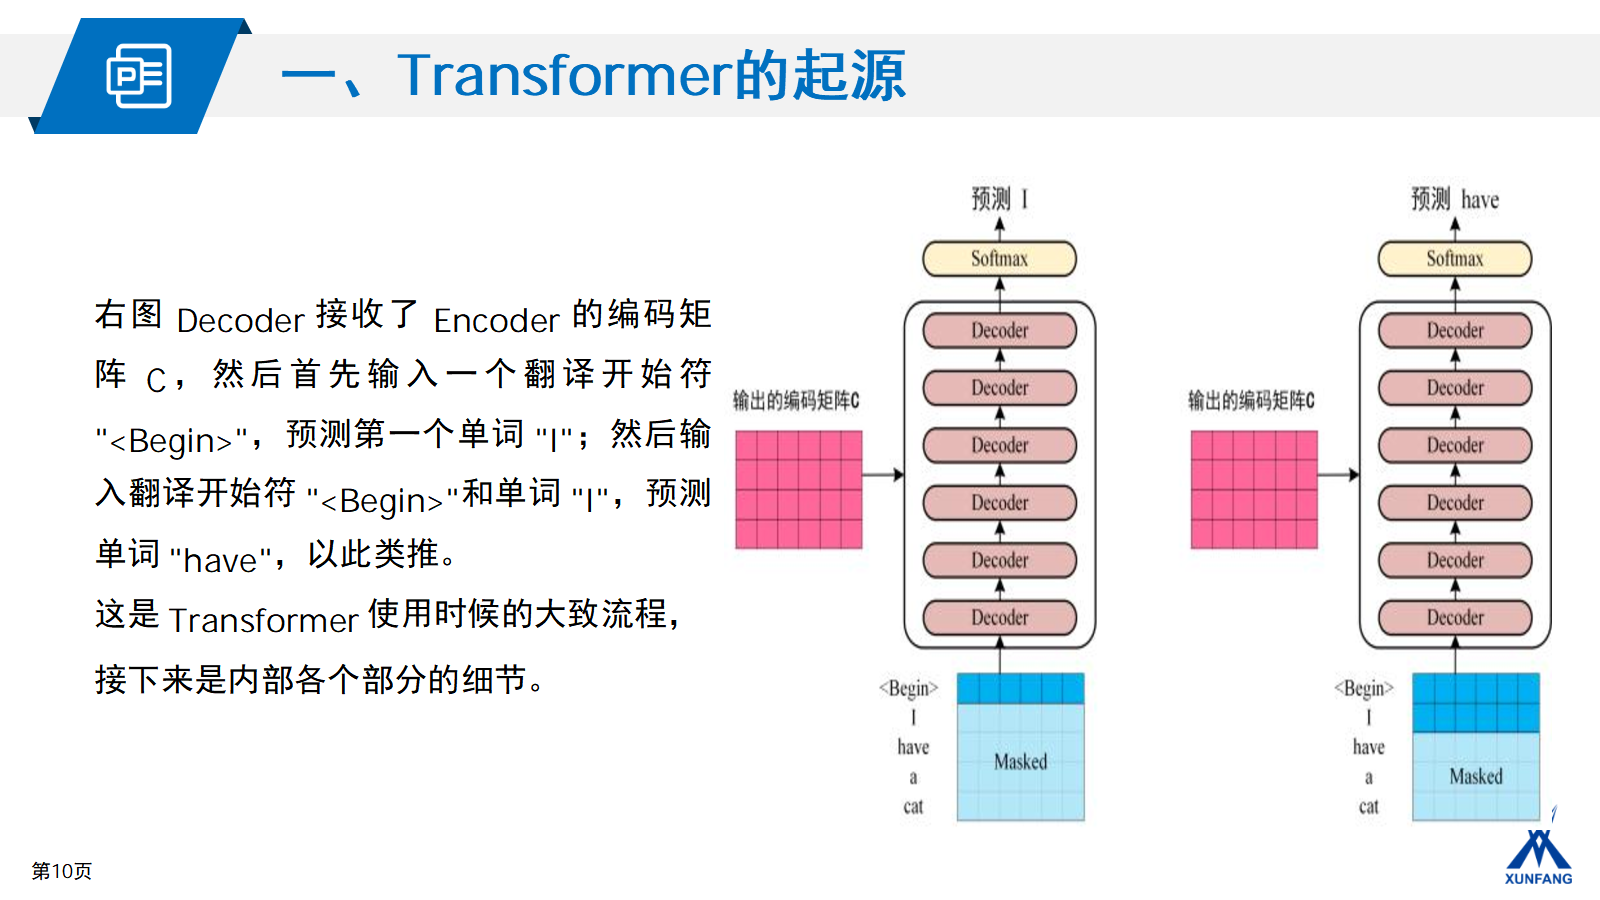 一、Transformer的起源
右图 Decoder 接收了 Encoder 的编码矩
阵 C，然后首先输入一个翻译开始符
"<Begin>"，预测第一个单词 "I"；然后输
入翻译开始符 "<Begin>"和单词 "I"，预测
单词 "have"，以此类推。
这是 Transformer 使用时候的大致流程，
接下来是内部各个部分的细节。
预测 I
Softmax
Decoder
Decoder
输出的编码矩阵C
Decoder
Decoder
Decoder
Decoder
<Begin>
I
have
a
cat
Masked
预测 have
Softmax
Decoder
Decoder
输出的编码矩阵C
Decoder
Decoder
Decoder
Decoder
<Begin>
I
have
a
cat
Masked
第10页
XUNFANG